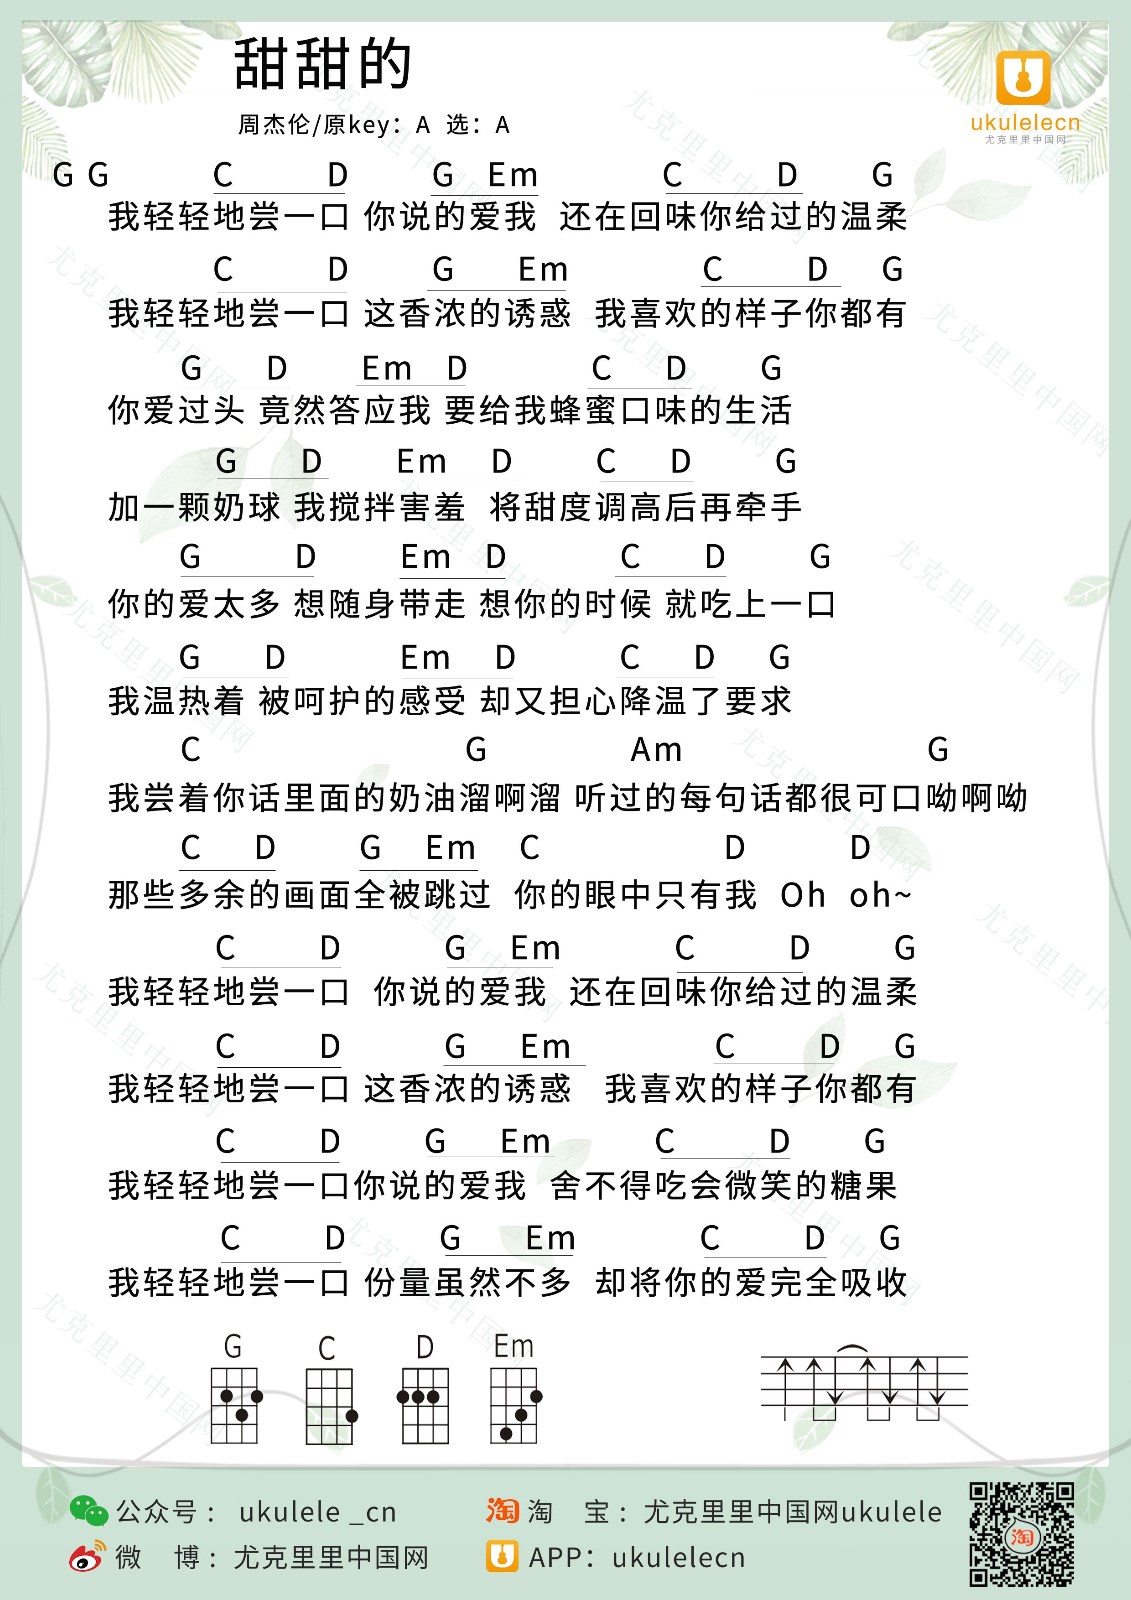 甜甜的
周杰伦/原key：A 选：A
ukulelecn
尤克里里中国网
G G C D G Em C D G
我轻轻地尝一口 你说的爱我 还在回味你给过的温柔
C D G Em C D G
我轻轻地尝一口 这香浓的诱惑 我喜欢的样子你都有
G D Em D C D G
你爱过头 竟然答应我 要给我蜂蜜口味的生活
G D Em D C D G
加一颗奶球 我搅拌害羞 将甜度调高后再牵手
G D Em D C D G
你的爱太多 想随身带走 想你的时候 就吃上一口
G D Em D C D G
我温热着 被呵护的感受 却又担心降温了要求
C G Am G
我尝着你话里面的奶油溜啊溜 听过的每句话都很可口呦啊呦
C D G Em C D D
那些多余的画面全被跳过 你的眼中只有我 Oh oh~
C D G Em C D G
我轻轻地尝一口 你说的爱我 还在回味你给过的温柔
C D G Em C D G
我轻轻地尝一口 这香浓的诱惑 我喜欢的样子你都有
C D G Em C D G
我轻轻地尝一口你说的爱我 舍不得吃会微笑的糖果
C D G Em C D G
我轻轻地尝一口 份量虽然不多 却将你的爱完全吸收
G C D Em
公众号： ukulele _cn
淘 淘 宝：尤克里里中国网ukulele
微 博：尤克里里中国网
APP：ukulelecn
淘